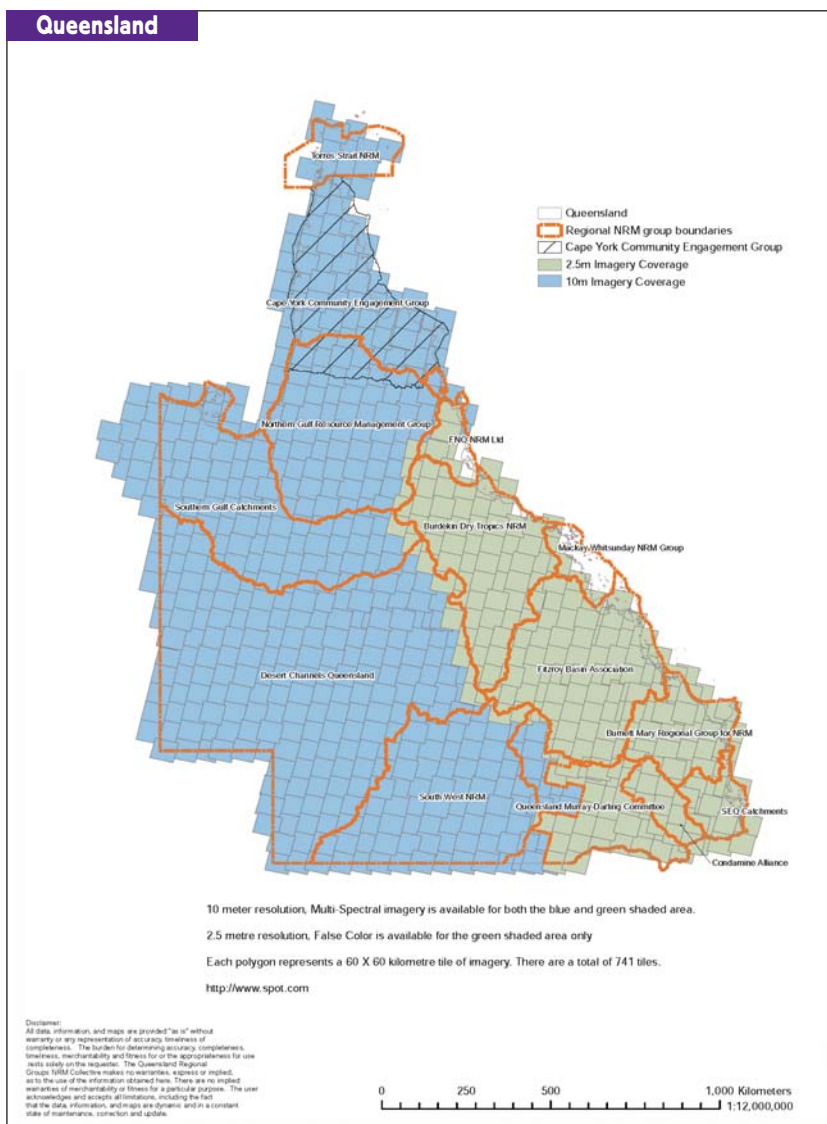 Queensland
Torres Strait NRM
Queensland
Regional NRM group boundaries
Cape York Community Engagement Group
2.5m Imagery Coverage
10m Imagery Coverage
Cape York Community Engagement Group
Northern Gulf Resource Management Group
FNQ NRM Ltd
Southern Gulf Catchments
Burdekin Dry Tropics NRM
Mackay Whitsunday NRM Group
Desert Channels Queensland
Fitzroy Basin Association
Burnett Mary Regional Group for NRM
South West NRM
Queensland Murray-Darling Committee
SEQ Catchments
Condamine Alliance
10 meter resolution, Multi-Spectral imagery is available for both the blue and green shaded area.
2.5 metre resolution, False Color is available for the green shaded area only
Each polygon represents a 60 X 60 kilometre tile of imagery. There are a total of 741 tiles.
http://www.spot.com
Disclaimer:
All data, information, and maps are provided "as is" without
warranty or any representation of accuracy, timeliness of
completeness. The burden for determining accuracy, completeness,
timeliness, merchantability and fitness for or the appropriateness for use
rests solely on the requester. The Queensland Regional
Groups NRM Collective makes no warranties, express or implied,
as to the use of the information obtained here. There are no implied
warranties of merchantability or fitness for a particular purpose. The user
acknowledges and accepts all limitations, including the fact
that the data, information, and maps are dynamic and in a constant
state of maintenance, correction and update.
0 250 500 1,000 Kilometers
1:12,000,000